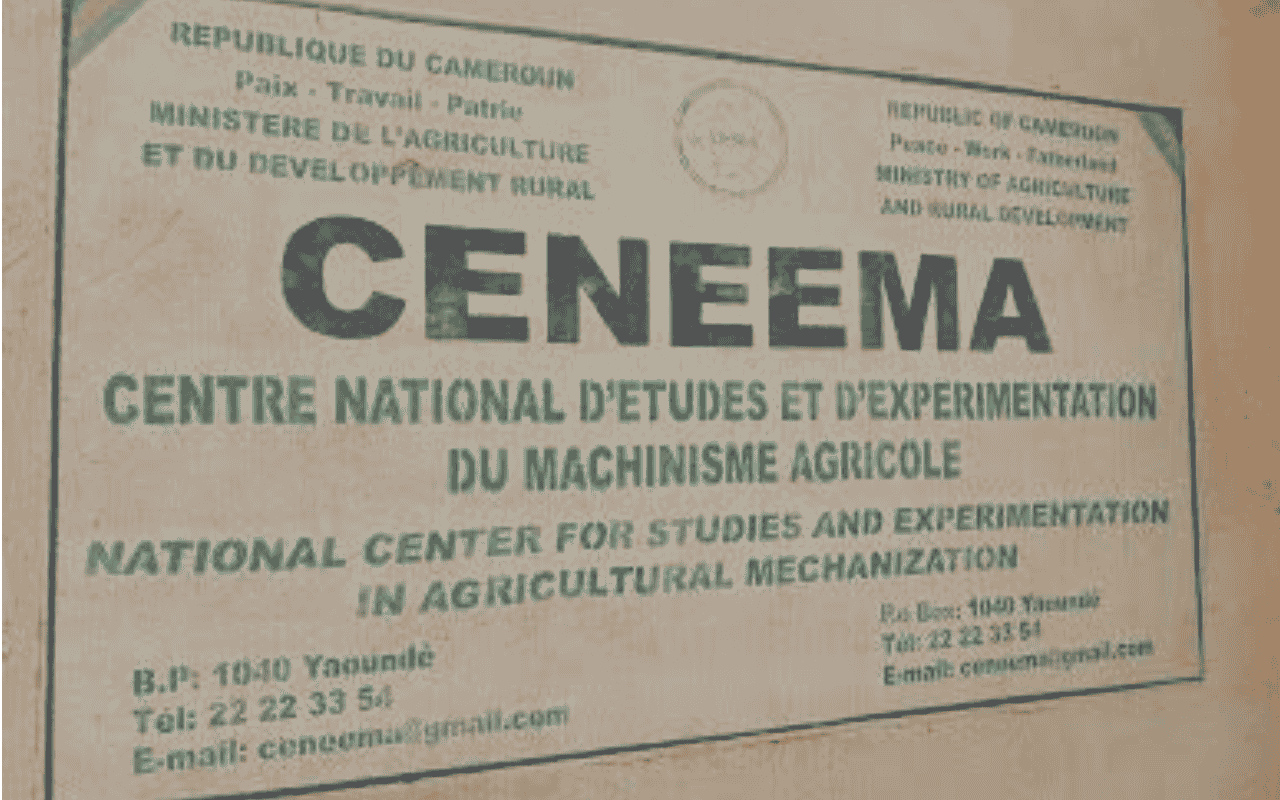 REPUBLIQUE DU CAMEROUN
Paix - Travail - Patrie
MINISTERE DE L'AGRICULTURE
ET DU DEVELOPPEMENT RURAL
REPUBLIC OF CAMEROON
Peace - Work - Fatherland
MINISTRY OF AGRICULTURE
AND RURAL DEVELOPMENT
CENEEMA
CENTRE NATIONAL D'ETUDES ET D'EXPERIMENTATION
DU MACHINISME AGRICOLE
NATIONAL CENTER FOR STUDIES AND EXPERIMENTATION
IN AGRICULTURAL MECHANIZATION
B.P: 1040 Yaoundé
Tél: 22 22 33 54
E-mail: ceneema@gmail.com
P.o Box: 1040 Yaoundé
Tél: 22 22 33 54
E-mail: ceneema@gmail.com